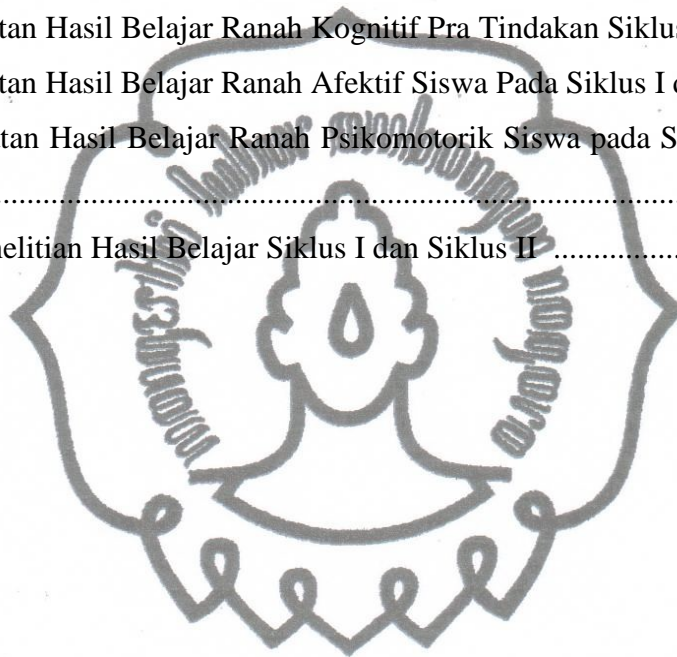 tan Hasil Belajar Ranah Kognitif Pra Tindakan Siklus
tan Hasil Belajar Ranah Afektif Siswa Pada Siklus I d
tan Hasil Belajar Ranah Psikomotorik Siswa pada S
................................................................................................
nelitian Hasil Belajar Siklus I dan Siklus II ..................